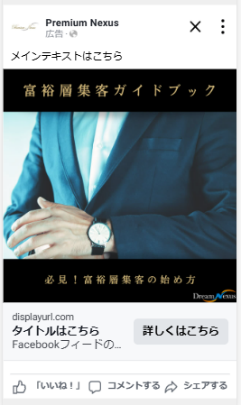 Premium Nexus
広告・
メインテキストはこちら
富裕層集客ガイドブック
必見！富裕層集客の始め方
Dream Nexus
displayurl.com
タイトルはこちら
Facebookフィードの...
詳しくはこちら
「いいね！」
コメントする
シェアする